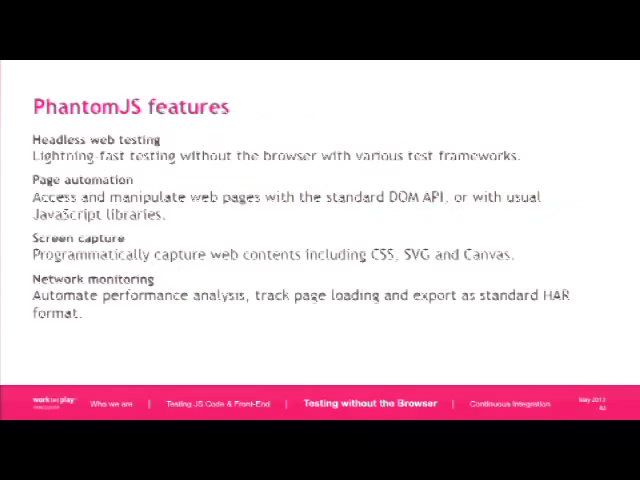 PhantomJS features
Headless web testing
Lightning-fast testing without the browser with various test frameworks.
Page automation
Access and manipulate web pages with the standard DOM API, or with usual
JavaScript libraries.
Screen capture
Programmatically capture web contents including CSS, SVG and Canvas.
Network monitoring
Automate performance analysis, track page loading and export as standard HAR
format.
Who we are | Testing JS Code & Front-End | Testing without the Browser | Continuous Integration
May 2013